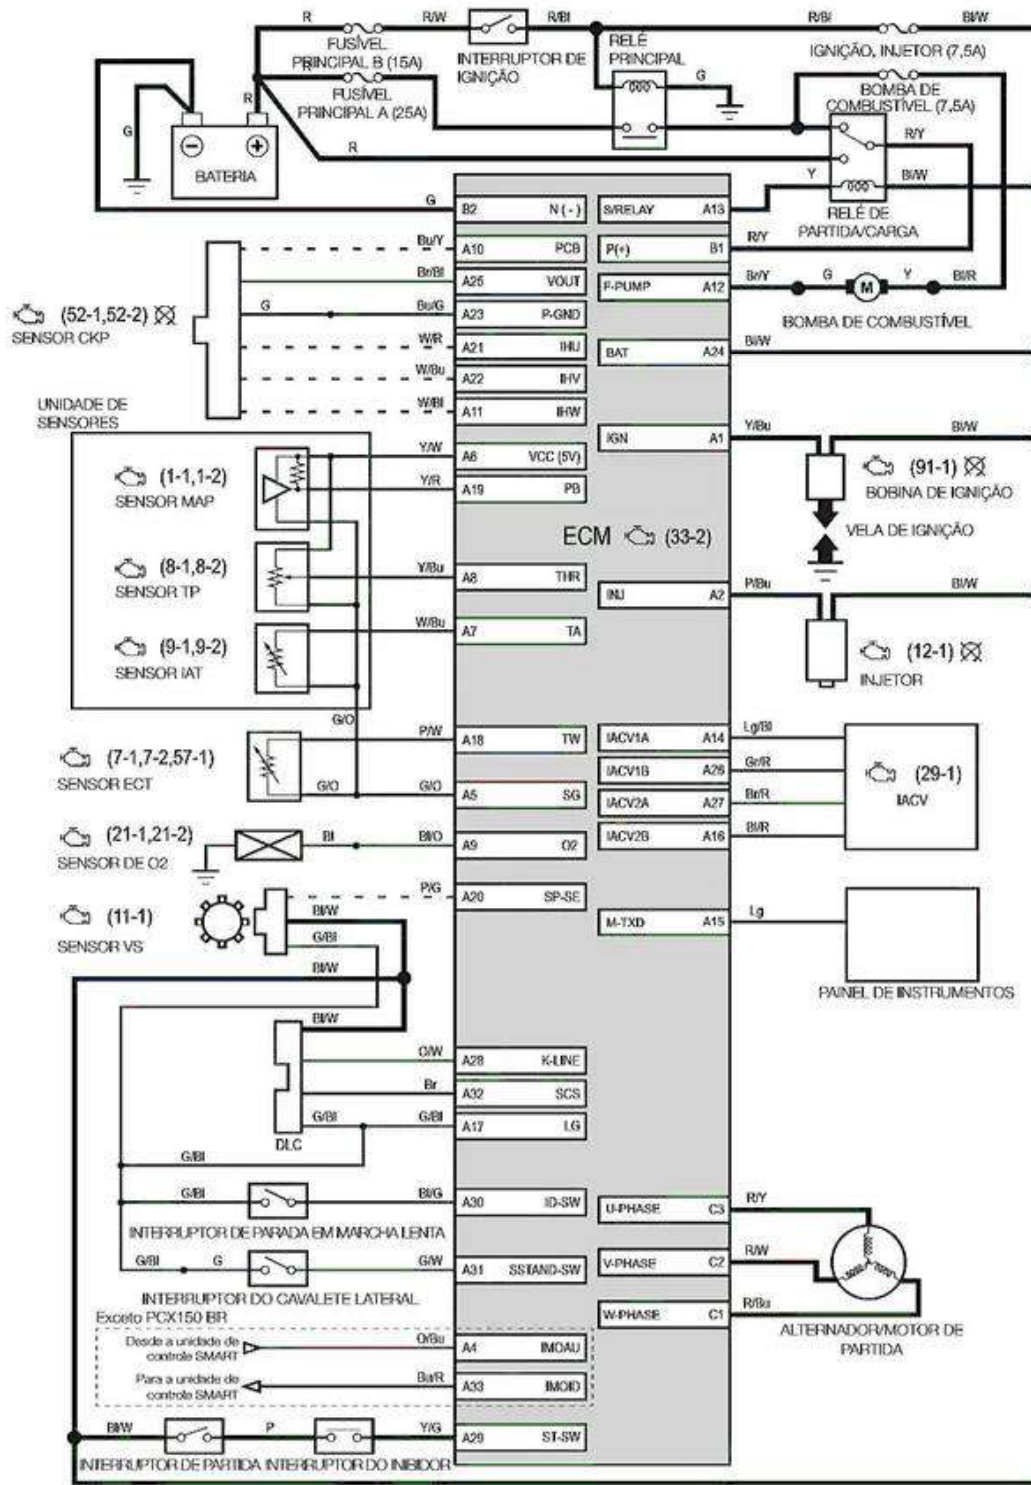 R
R/W
R/Bl
R/Bl
Bl/W
FUSÍVEL
PRINCIPAL B (15A)
INTERRUPTOR DE
IGNIÇÃO
RELÉ
PRINCIPAL
IGNIÇÃO, INJETOR (7,5A)
R
FUSÍVEL
PRINCIPAL A (25A)
G
BOMBA DE
COMBUSTÍVEL (7,5A)
G
R
BATERIA
R
R/Y
Y
Bl/W
RELÉ DE
PARTIDA/CARGA
G
B2 N ( - )
S/RELAY A13
Bu/Y
A10 PCB
P(+) B1
R/Y
Br/Bl
A25 VOUT
F-PUMP A12
Br/Y
G
M
Y
Bl/R
BOMBA DE COMBUSTÍVEL
(52-1,52-2)
SENSOR CKP
G
Bu/G
A23 P-GND
W/R
A21 IHU
BAT A24
Bl/W
W/Bu
A22 IHV
W/Bl
A11 IHW
UNIDADE DE
SENSORES
IGN A1
Y/Bu
Bl/W
(1-1,1-2)
SENSOR MAP
Y/W
A6 VCC (5V)
Y/R
A19 PB
(91-1)
BOBINA DE IGNIÇÃO
VELA DE IGNIÇÃO
ECM (33-2)
(8-1,8-2)
SENSOR TP
Y/Bu
A8 THR
INJ A2
P/Bu
Bl/W
(9-1,9-2)
SENSOR IAT
W/Bu
A7 TA
(12-1)
INJETOR
G/O
(7-1,7-2,57-1)
SENSOR ECT
P/W
A18 TW
IACV1A A14
Lg/Bl
IACV1B A26
Gr/R
(29-1)
IACV
G/O
G/O
A5 SG
IACV2A A27
Br/R
IACV2B A16
Bl/R
(21-1,21-2)
SENSOR DE O2
Bl
Bl/O
A9 O2
P/G
A20 SP-SE
(11-1)
SENSOR VS
Bl/W
G/Bl
Bl/W
M-TXD A15
Lg
PAINEL DE INSTRUMENTOS
Bl/W
O/W
A28 K-LINE
Br
A32 SCS
G/Bl
G/Bl
A17 LG
DLC
G/Bl
G/Bl
Bl/G
A30 ID-SW
INTERRUPTOR DE PARADA EM MARCHA LENTA
U-PHASE C3
R/Y
G/Bl
G
G/W
A31 SSTAND-SW
V-PHASE C2
R/W
INTERRUPTOR DO CAVALETE LATERAL
W-PHASE C1
R/Bu
ALTERNADOR/MOTOR DE
PARTIDA
Exceto PCX150 BR
Desde a unidade de
controle SMART
O/Bu
A4 IMOAU
Para a unidade de
controle SMART
Bu/R
A33 IMOID
Bl/W
P
Y/G
A29 ST-SW
INTERRUPTOR DE PARTIDA INTERRUPTOR DO INIBIDOR